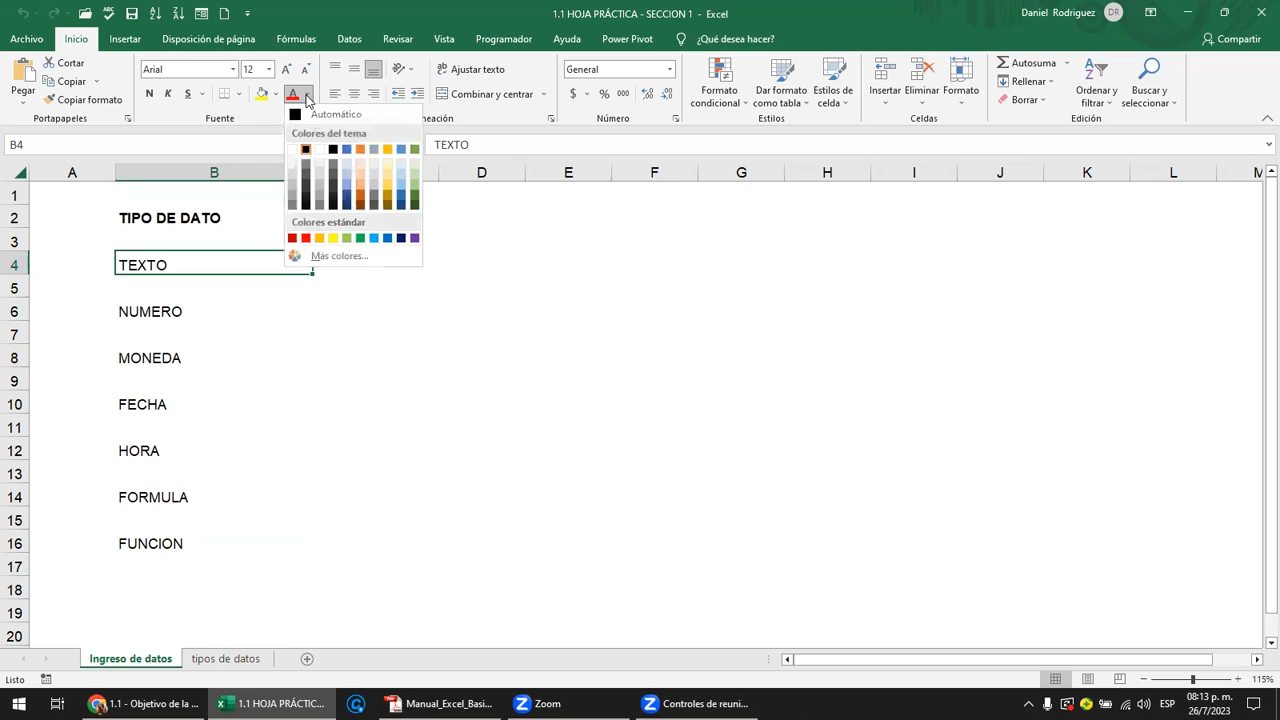 1.1 HOJA PRÁCTICA - SECCION 1 - Excel
Daniel Rodriguez DR
Archivo Inicio Insertar Disposición de página Fórmulas Datos Revisar Vista Programador Ayuda Power Pivot ¿Qué desea hacer? Compartir
Pegar
Cortar
Copiar
Copiar formato
Portapapeles
Arial 12
N K S A
Fuente
Ajustar texto
Combinar y centrar
General
$ % 000
Número
Formato condicional
Dar formato como tabla
Estilos de celda
Estilos
Insertar Eliminar Formato
Celdas
Autosuma
Rellenar
Borrar
Ordenar y filtrar
Buscar y seleccionar
Edición
Automático
Colores del tema
Colores estándar
Más colores...
B4 TEXTO
A B D E F G H I J K L M
1
2 TIPO DE DATO
3
4 TEXTO
5
6 NUMERO
7
8 MONEDA
9
10 FECHA
11
12 HORA
13
14 FORMULA
15
16 FUNCION
17
18
19
20
Ingreso de datos tipos de datos
Listo 115%
1.1 - Objetivo de la ... 1.1 HOJA PRÁCTIC... Manual_Excel_Basi... Zoom Controles de reuni...
08:13 p. m.
26/7/2023